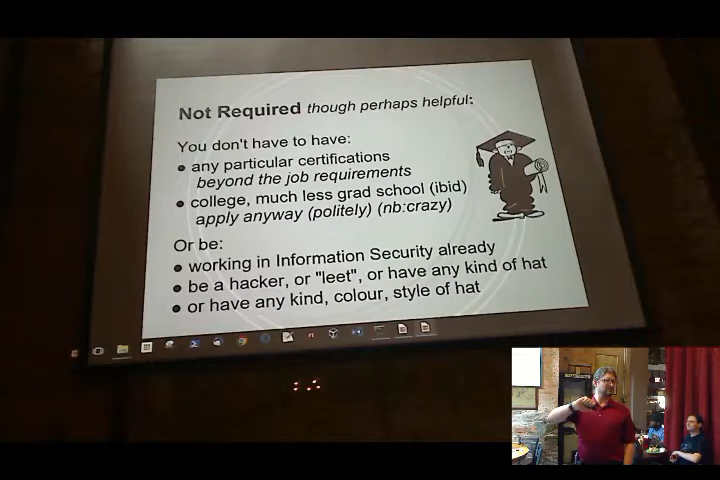 Not Required though perhaps helpful:
You don't have to have:
• any particular certifications
beyond the job requirements
• college, much less grad school (ibid)
apply anyway (politely) (nb:crazy)
Or be:
• working in Information Security already
• be a hacker, or "leet", or have any kind of hat
• or have any kind, colour, style of hat